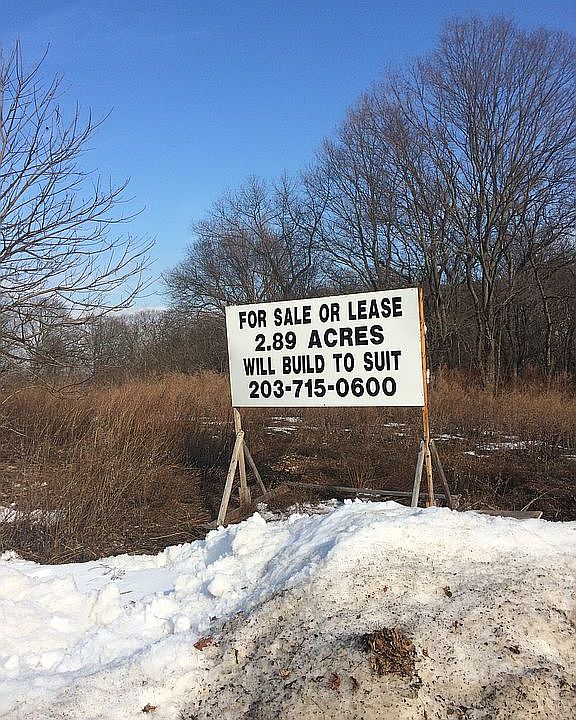 FOR SALE OR LEASE
2.89 ACRES
WILL BUILD TO SUIT
203-715-0600